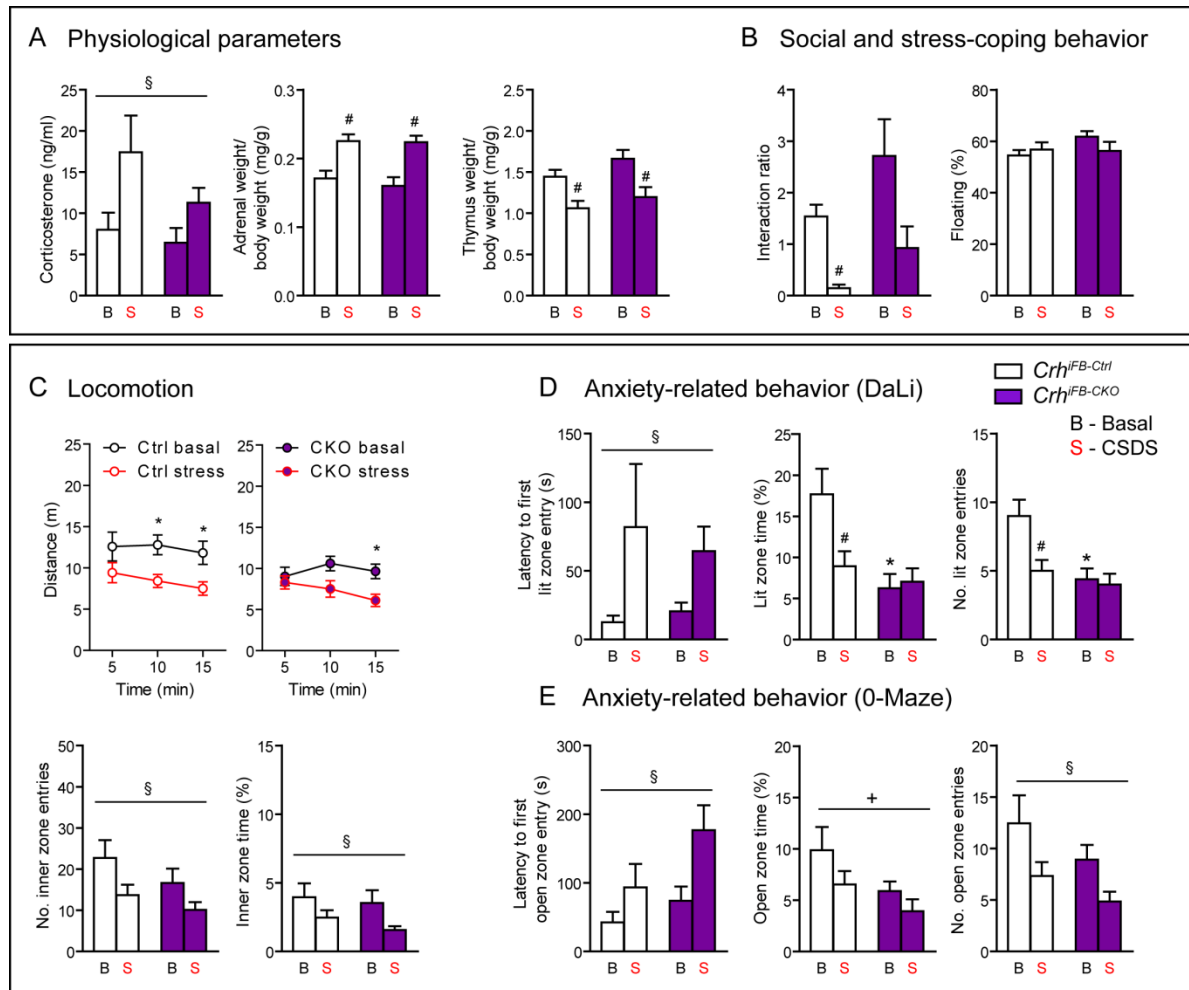 A Physiological parameters
§
Corticosterone (ng/ml)
25
20
15
10
5
0
B S B S
Adrenal weight/
body weight (mg/g)
0.3
0.2
0.1
0.0
# #
B S B S
Thymus weight/
body weight (mg/g)
2.5
2.0
1.5
1.0
0.5
0.0
# #
B S B S
B Social and stress-coping behavior
Interaction ratio
4
3
2
1
0
#
B S B S
Floating (%)
80
60
40
20
0
B S B S
C Locomotion
Distance (m)
25
20
15
10
5
0
Ctrl basal
Ctrl stress
* *
5 10 15
Time (min)
25
20
15
10
5
0
CKO basal
CKO stress
*
5 10 15
Time (min)
No. inner zone entries
50
40
30
20
10
0
§
B S B S
Inner zone time (%)
15
10
5
0
§
B S B S
D Anxiety-related behavior (DaLi)
Crh iFB-Ctrl
Crh iFB-CKO
B - Basal
S - CSDS
Latency to first
lit zone entry (s)
150
100
50
0
§
B S B S
Lit zone time (%)
25
20
15
10
5
0
# *
B S B S
No. lit zone entries
15
10
5
0
# *
B S B S
E Anxiety-related behavior (0-Maze)
Latency to first
open zone entry (s)
300
200
100
0
§
B S B S
Open zone time (%)
20
15
10
5
0
+
B S B S
No. open zone entries
20
15
10
5
0
§
B S B S